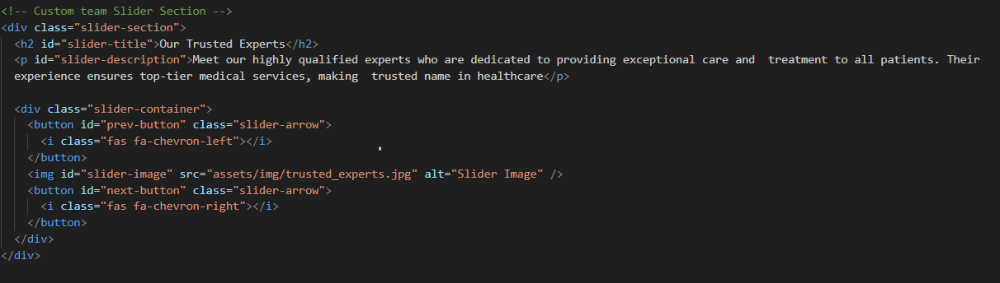 <!-- Custom team Slider Section -->
<div class="slider-section">
  <h2 id="slider-title">Our Trusted Experts</h2>
  <p id="slider-description">Meet our highly qualified experts who are dedicated to providing exceptional care and  treatment to all patients. Their
  experience ensures top-tier medical services, making  trusted name in healthcare</p>

  <div class="slider-container">
    <button id="prev-button" class="slider-arrow">
      <i class="fas fa-chevron-left"></i>
    </button>
    <img id="slider-image" src="assets/img/trusted_experts.jpg" alt="Slider Image" />
    <button id="next-button" class="slider-arrow">
      <i class="fas fa-chevron-right"></i>
    </button>
  </div>
</div>